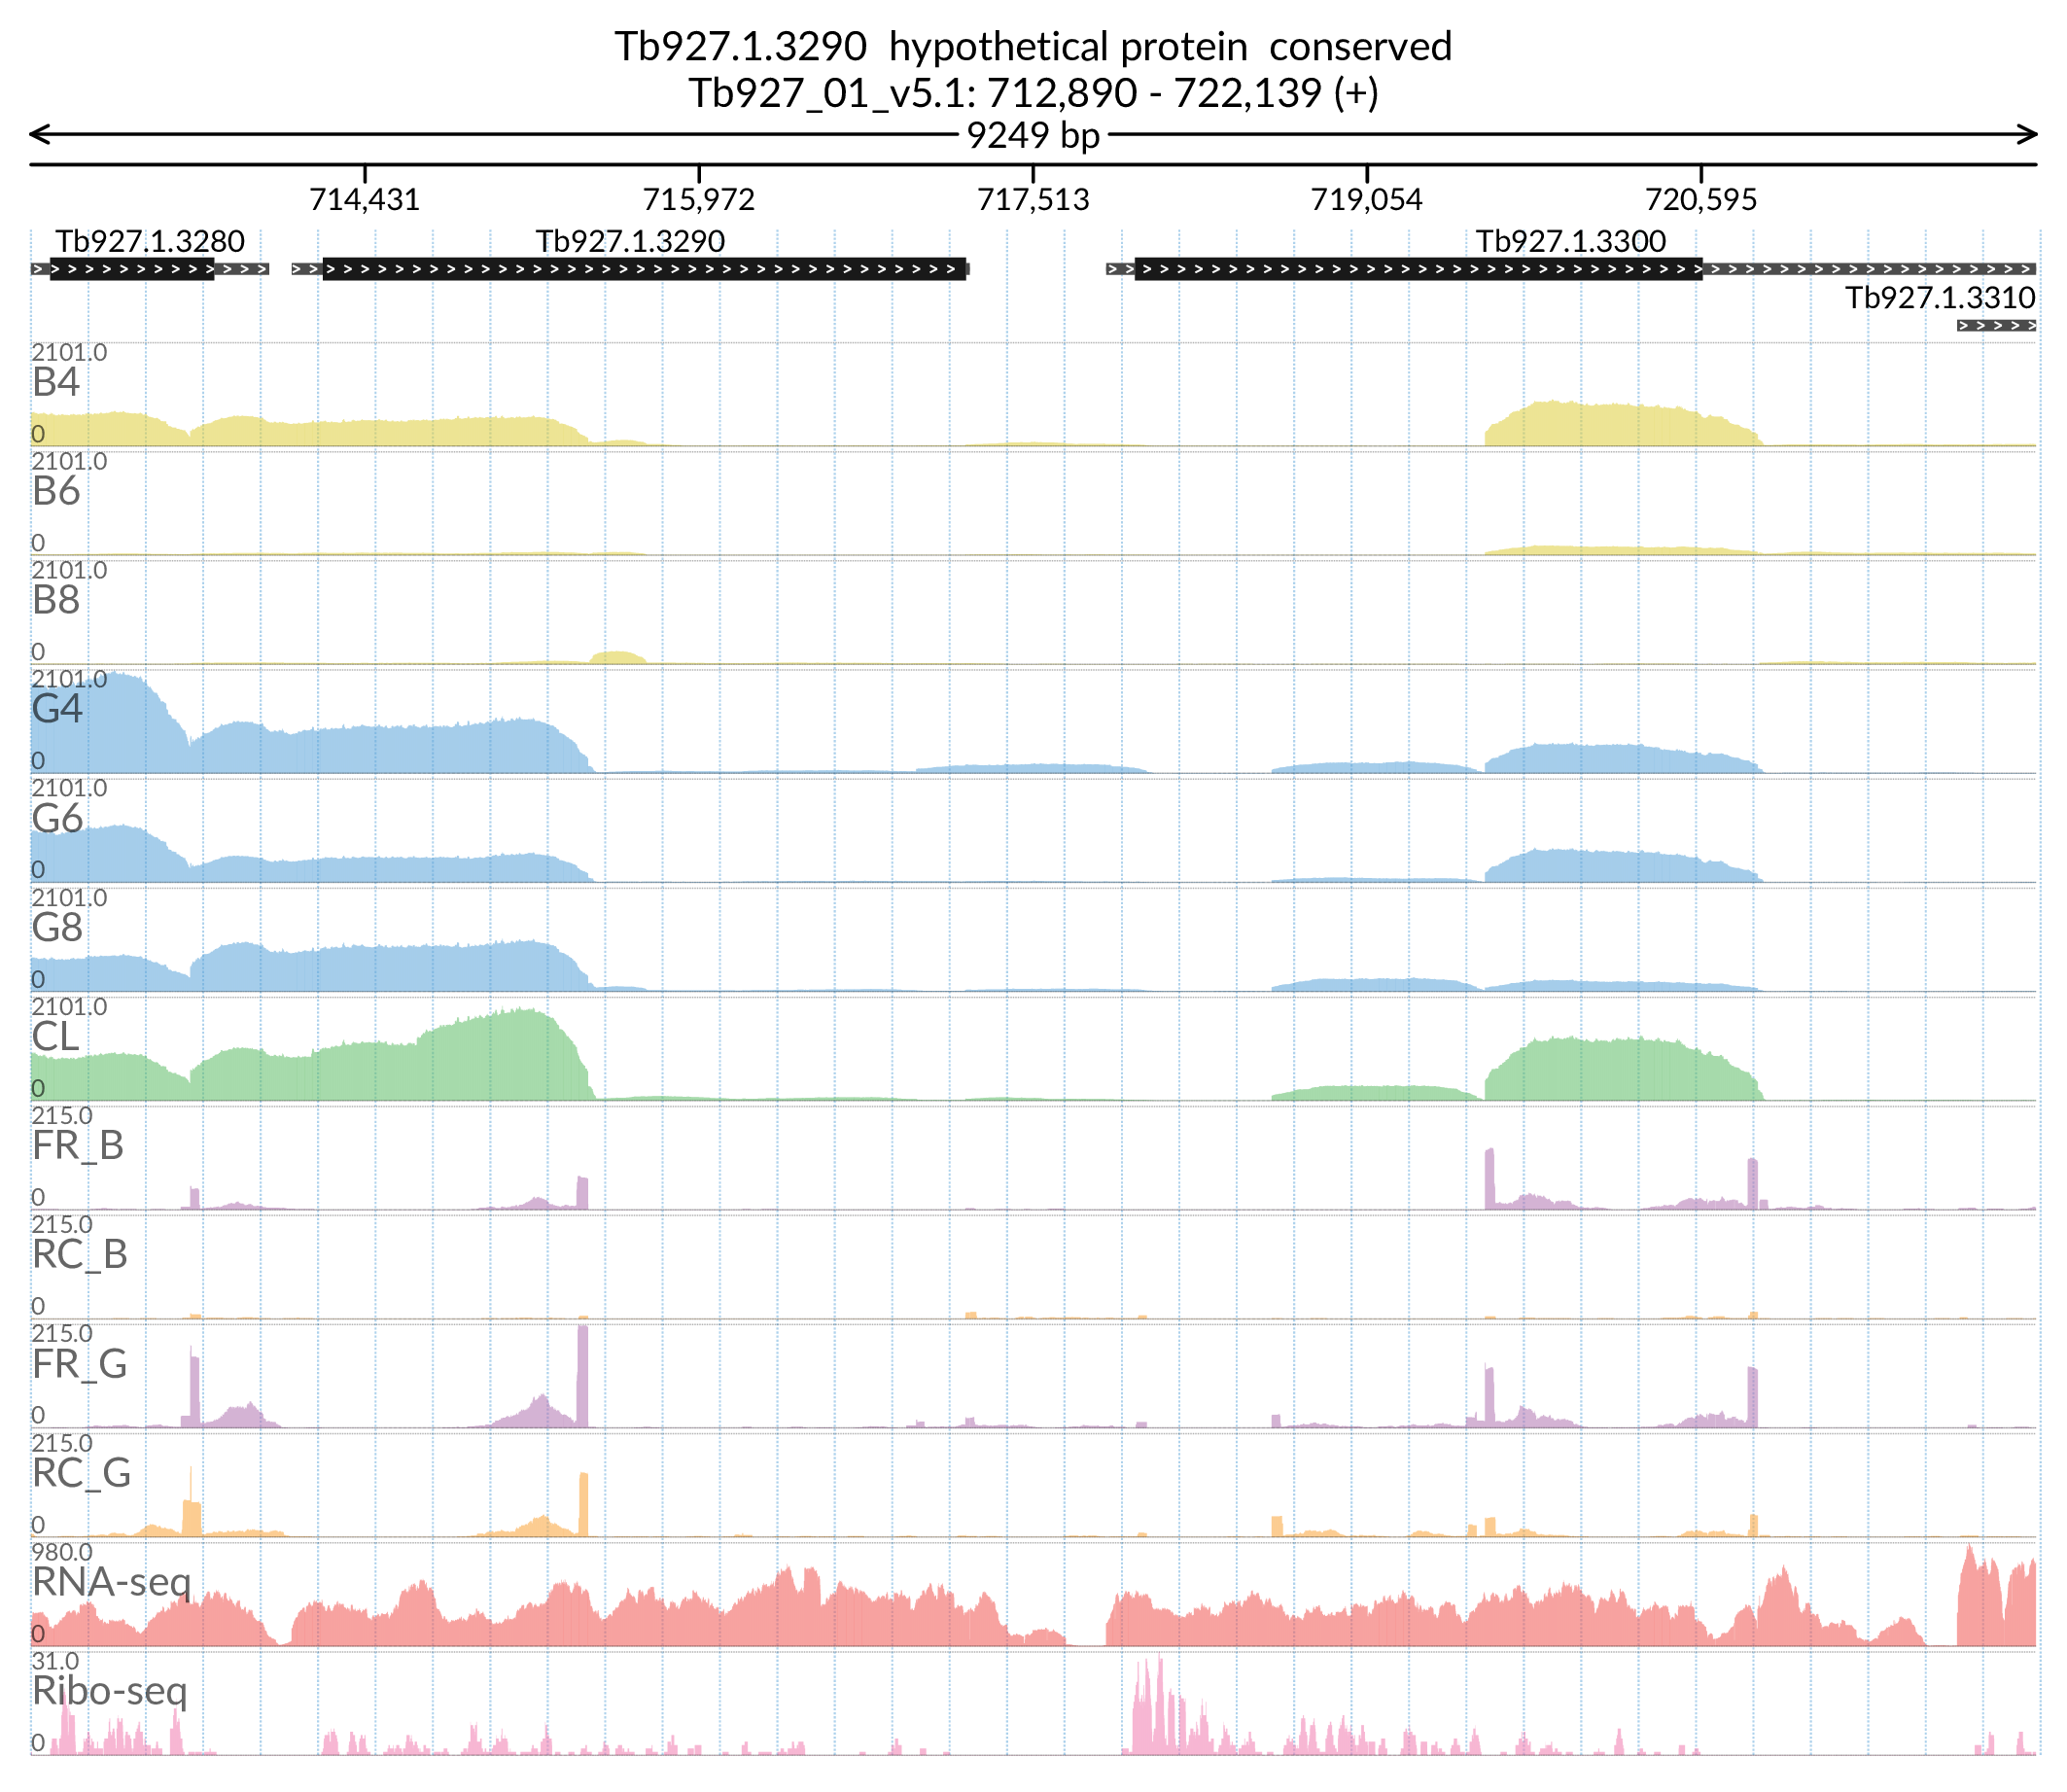 Tb927.1.3290  hypothetical protein  conserved
Tb927_01_v5.1: 712,890 - 722,139 (+)
9249 bp
714,431 715,972 717,513 719,054 720,595
Tb927.1.3280 Tb927.1.3290 Tb927.1.3300
Tb927.1.3310
2101.0
B4
0
2101.0
B6
0
2101.0
B8
0
2101.0
G4
0
2101.0
G6
0
2101.0
G8
0
2101.0
CL
0
215.0
FR_B
0
215.0
RC_B
0
215.0
FR_G
0
215.0
RC_G
0
980.0
RNA-seq
0
31.0
Ribo-seq
0